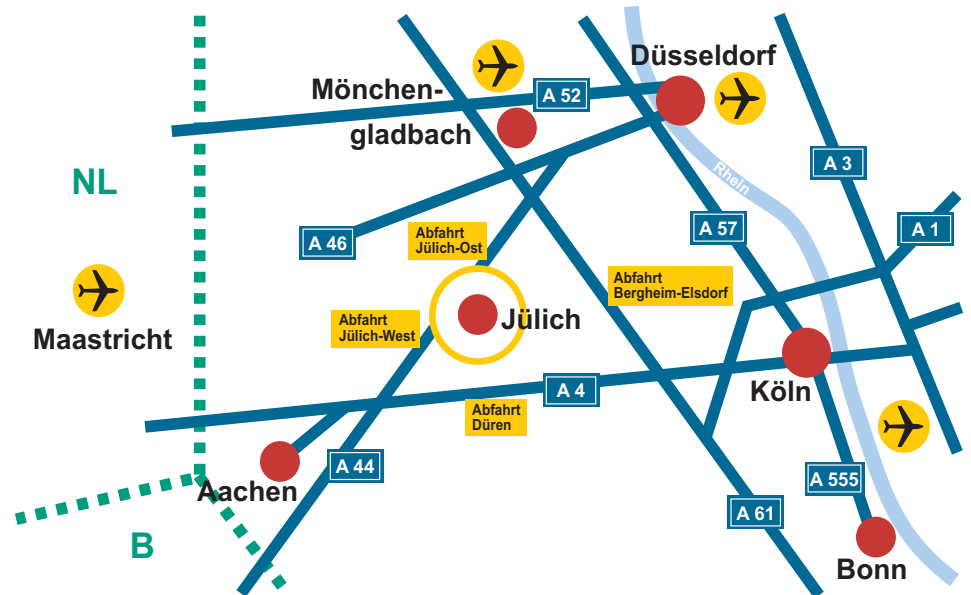 Düsseldorf
Mönchen-
gladbach
A 52
Rhein
A 3
NL
A 46
Abfahrt
Jülich-Ost
A 57
A 1
Abfahrt
Bergheim-Elsdorf
Maastricht
Abfahrt
Jülich-West
Jülich
A 4
Köln
Abfahrt
Düren
Aachen
A 44
A 555
A 61
B
Bonn